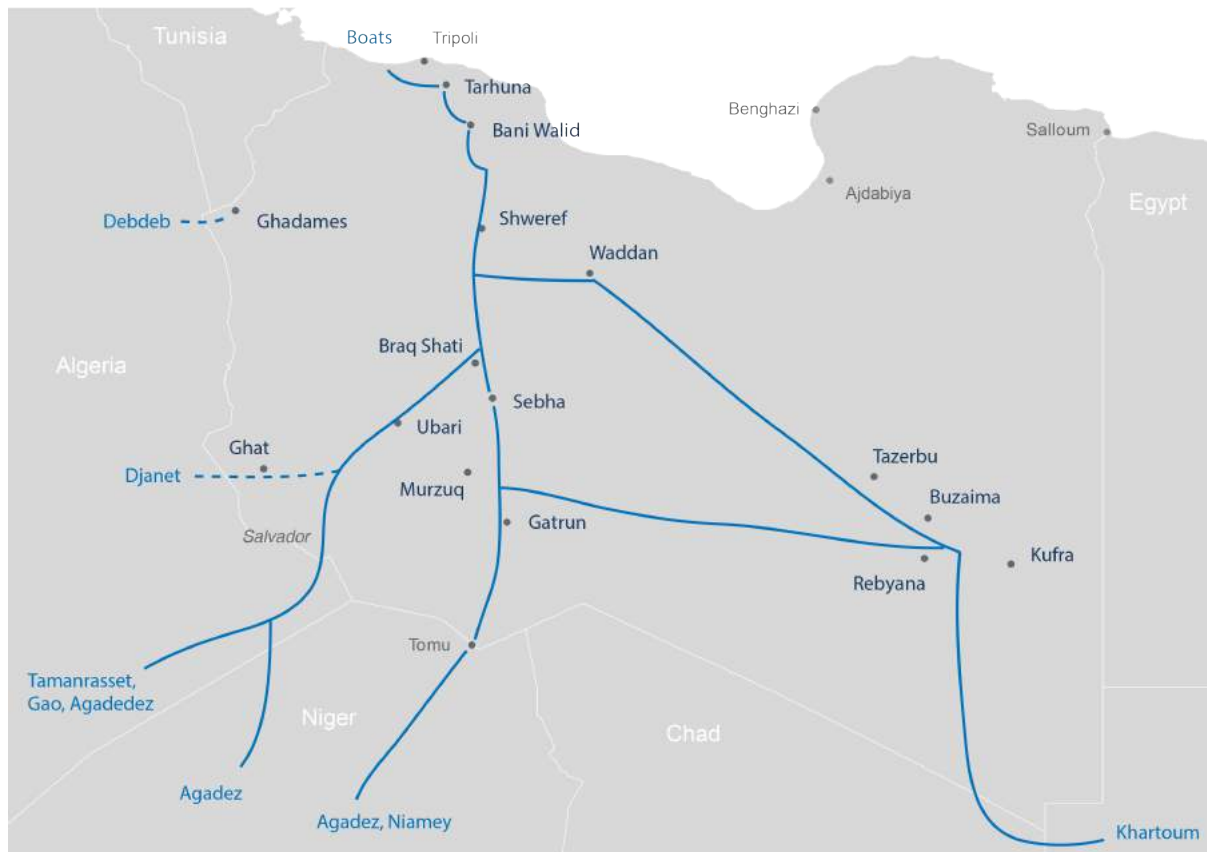 Tunisia
Boats
Tripoli
Tarhuna
Benghazi
Bani Walid
Salloum
Ajdabiya
Egypt
Debdeb
Ghadames
Shweref
Waddan
Braq Shati
Algeria
Sebha
Ubari
Ghat
Djanet
Tazerbu
Murzuq
Buzaima
Gatrun
Salvador
Kufra
Rebyana
Tomu
Tamanrasset,
Gao, Agadedez
Niger
Chad
Agadez
Agadez, Niamey
Khartoum